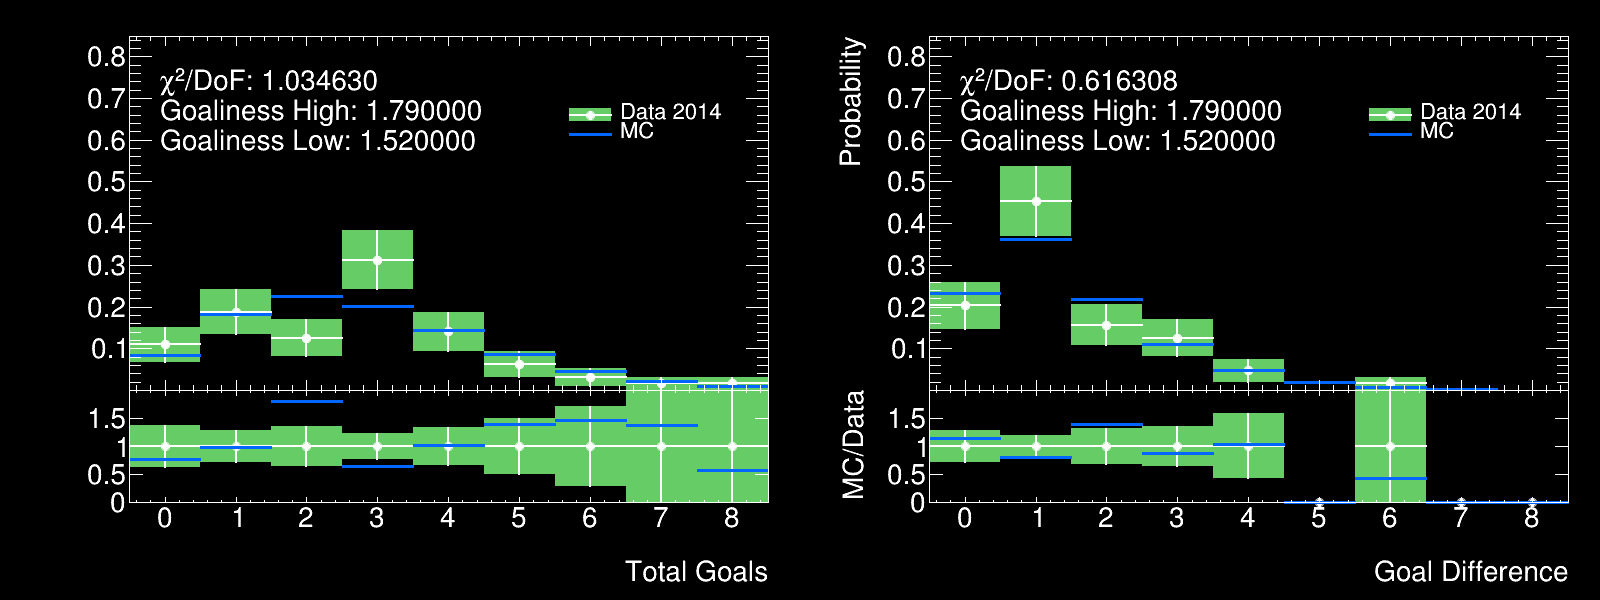 0.8
0.7
0.6
0.5
0.4
0.3
0.2
0.1
χ²/DoF: 1.034630
Goaliness High: 1.790000
Goaliness Low: 1.520000
Data 2014
MC
1.5
1
0.5
0
0 1 2 3 4 5 6 7 8
Total Goals
Probability
0.8
0.7
0.6
0.5
0.4
0.3
0.2
0.1
χ²/DoF: 0.616308
Goaliness High: 1.790000
Goaliness Low: 1.520000
Data 2014
MC
MC/Data
1.5
1
0.5
0
0 1 2 3 4 5 6 7 8
Goal Difference